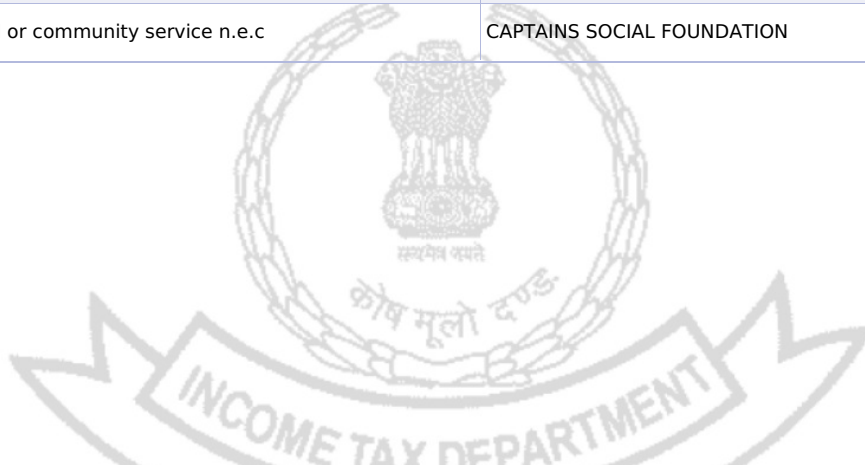 or community service n.e.c CAPTAINS SOCIAL FOUNDATION
सत्यमेव जयते
कोष मूलो दण्डः
INCOME TAX DEPARTMENT